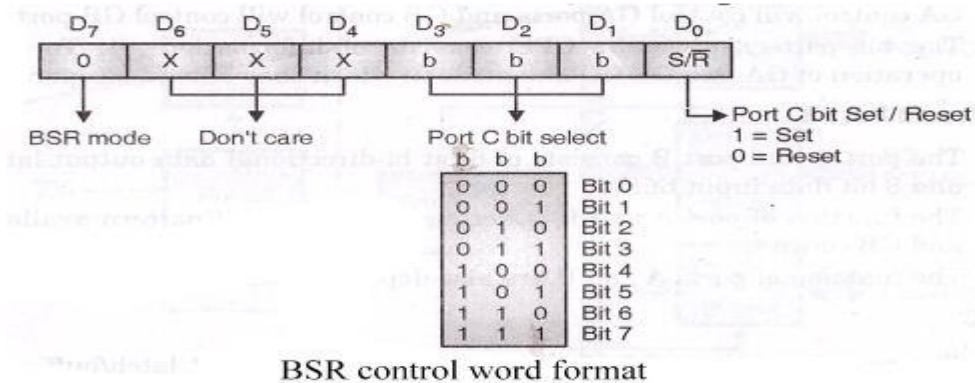 D7 D6 D5 D4 D3 D2 D1 D0
0 X X X b b b S/R̅
BSR mode
Don't care
Port C bit select
Port C bit Set / Reset
1 = Set
0 = Reset
b b b
0 0 0 Bit 0
0 0 1 Bit 1
0 1 0 Bit 2
0 1 1 Bit 3
1 0 0 Bit 4
1 0 1 Bit 5
1 1 0 Bit 6
1 1 1 Bit 7
BSR control word format